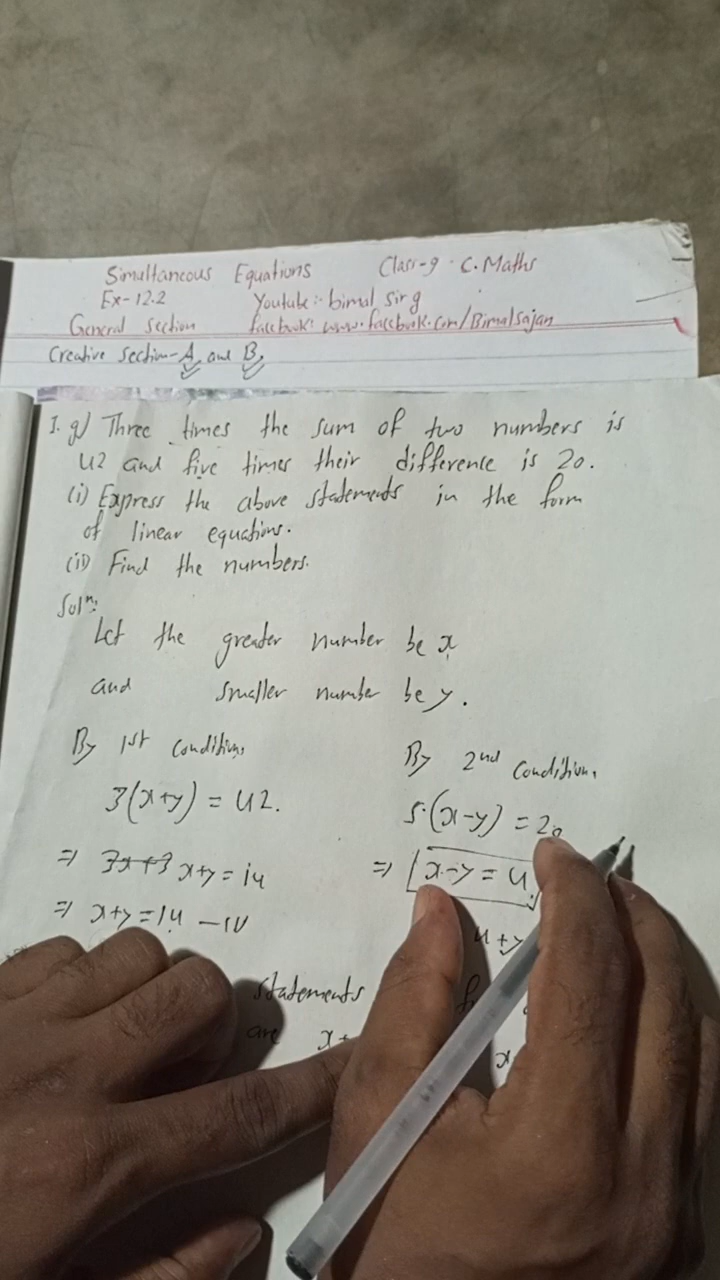 Simultaneous Equations Class-9 C. Maths
Ex-12.2 Youtube:- bimal sir g
General section facebook: www.facebook.com/Bimalsajan
Creative section-A and B
1. g) Three times the sum of two numbers is
42 and five times their difference is 20.
(i) Express the above statements in the form
of linear equations.
(ii) Find the numbers.
Solⁿ:
Let the greater number be x
and smaller number be y.
By 1st condition,
3(x+y) = 42.
⇒ x+y = 14
⇒ x+y = 14
By 2nd condition,
5(x-y) = 20
⇒ x-y = 4
statements
are x+
x